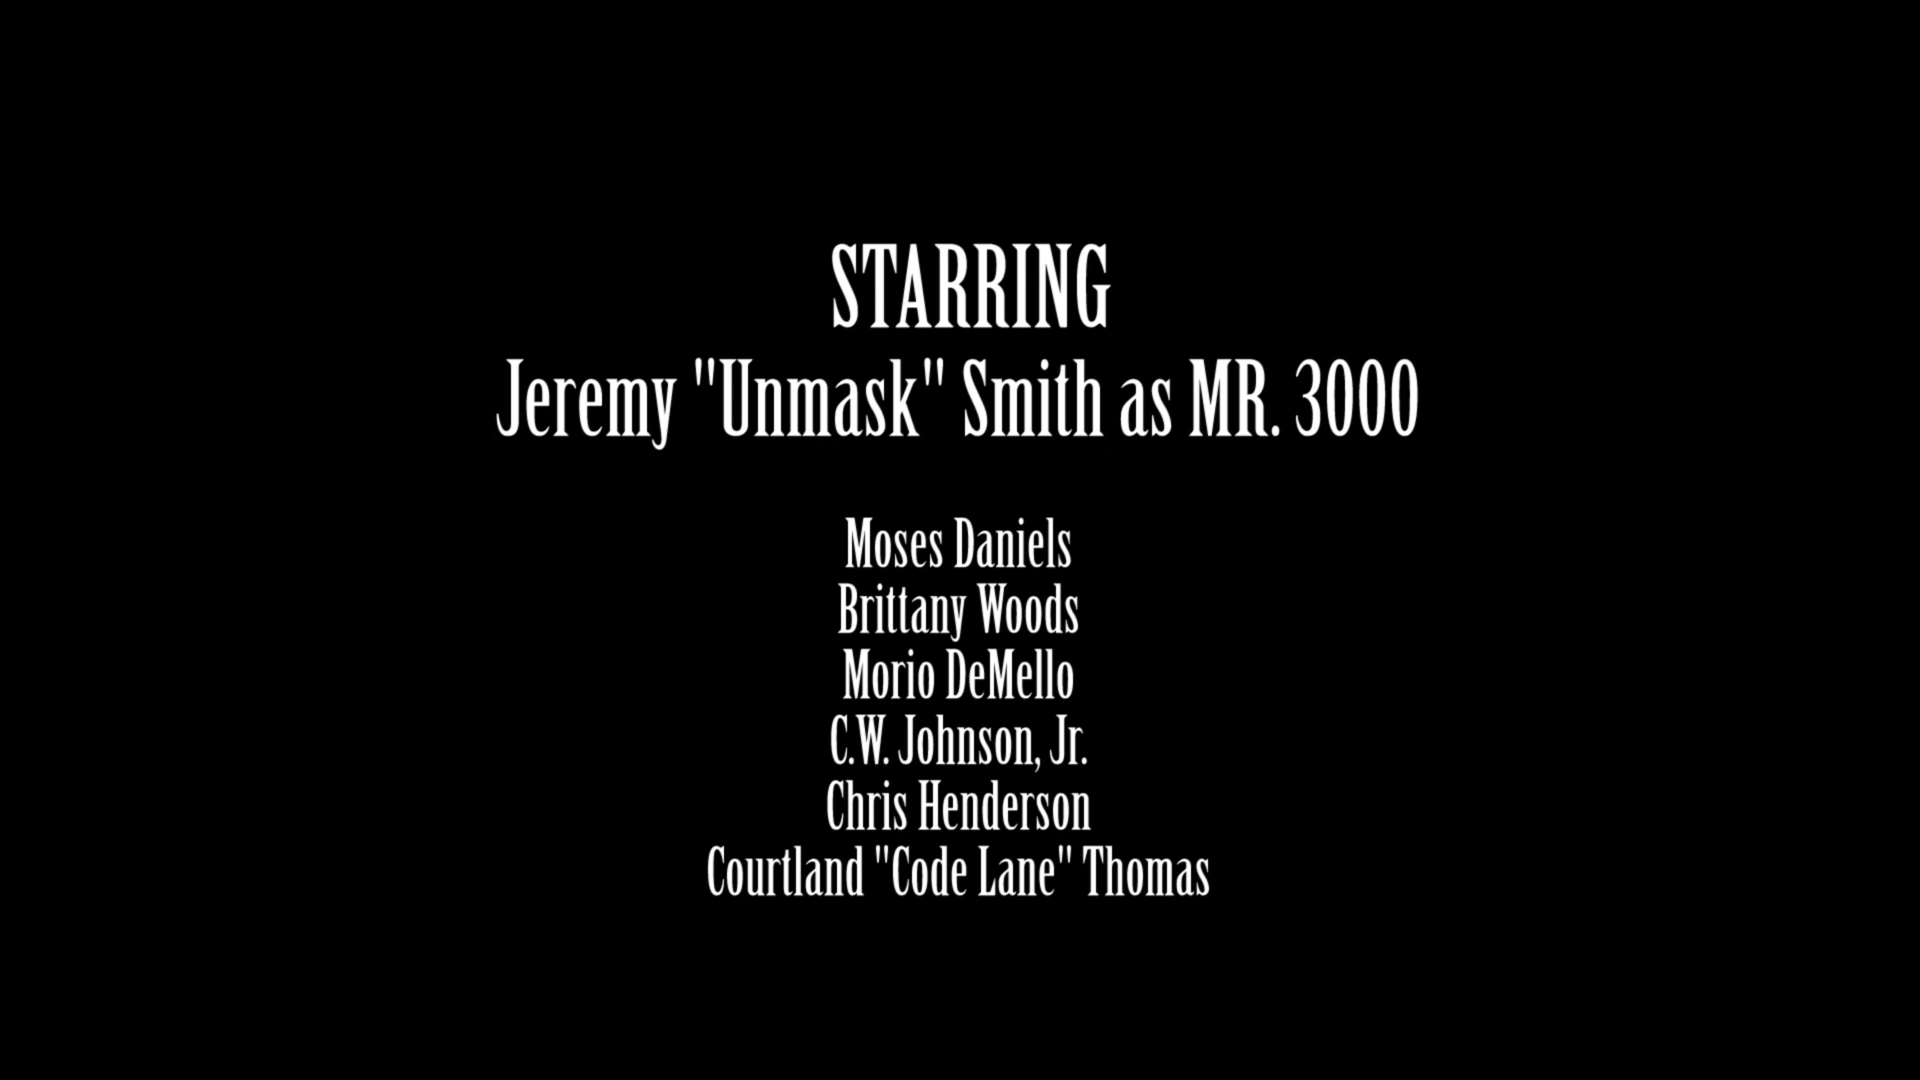 STARRING
Jeremy "Unmask" Smith as MR. 3000
Moses Daniels
Brittany Woods
Morio DeMello
C.W. Johnson, Jr.
Chris Henderson
Courtland "Code Lane" Thomas